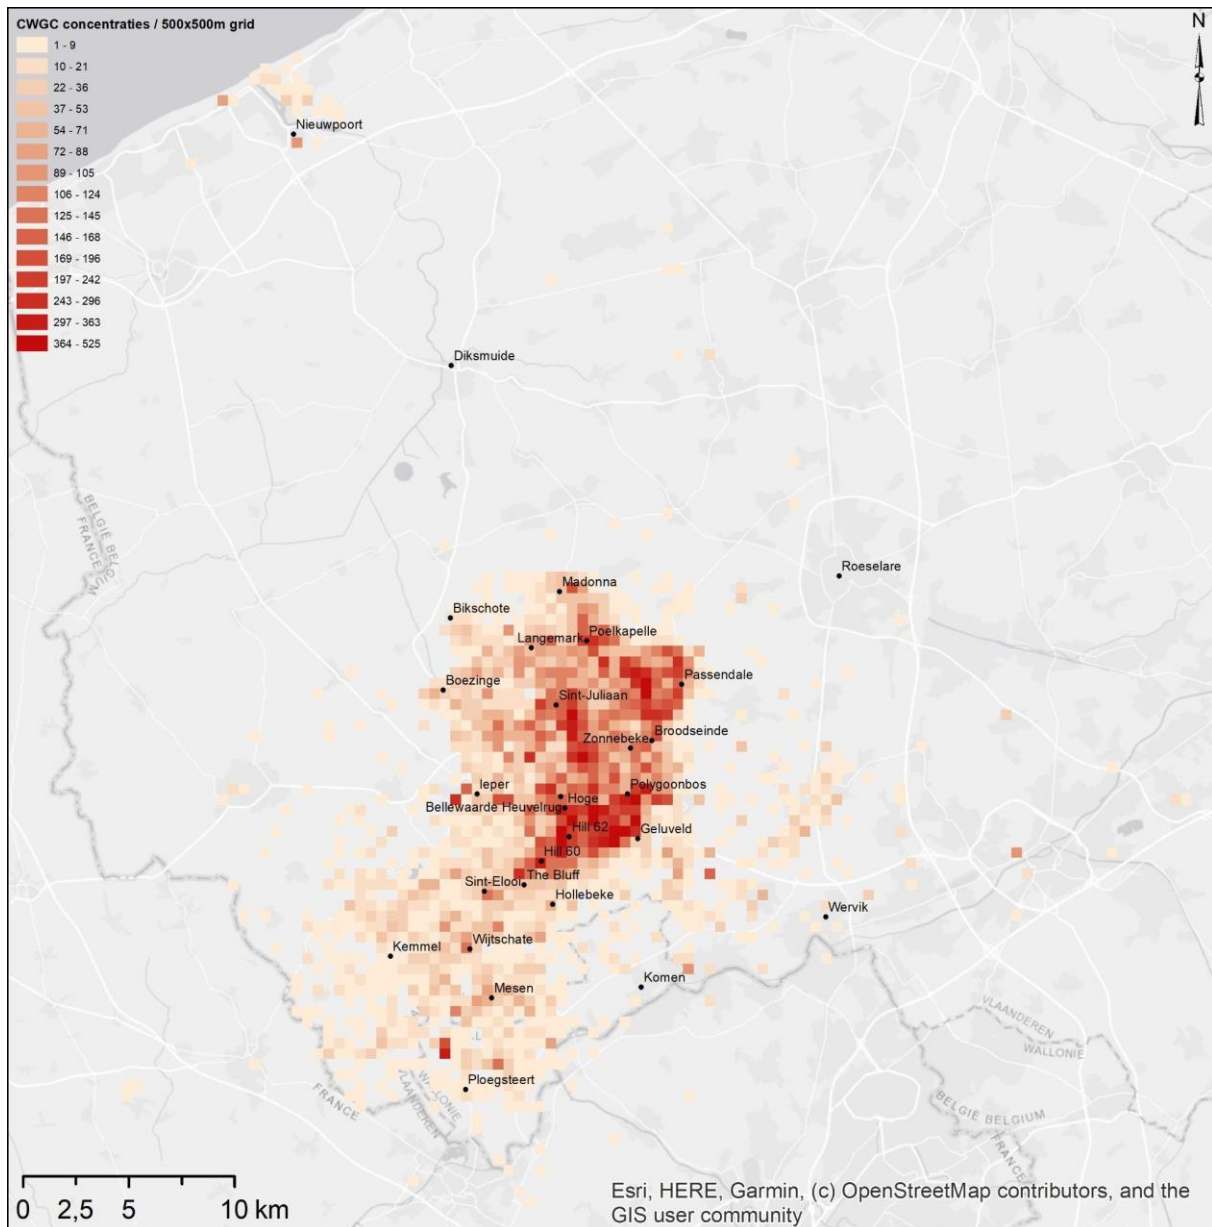 CWGC concentraties / 500x500m grid
1 - 9
10 - 21
22 - 36
37 - 53
54 - 71
72 - 88
89 - 105
106 - 124
125 - 145
146 - 168
169 - 196
197 - 242
243 - 296
297 - 363
364 - 525
N
Nieuwpoort
Diksmuide
BELGIË BELG
FRANCE
Roeselare
Madonna
Bikschote
Poelkapelle
Langemark
Passendale
Boezinge
Sint-Juliaan
Broodseinde
Zonnebeke
Ieper
Polygoonbos
Hoge
Bellewaarde Heuvelrug
Hill 62
Geluveld
Hill 60
The Bluff
Sint-Elooi
Hollebeke
Wervik
Wijtschate
Kemmel
Komen
Mesen
VLAANDEREN
WALLONIE
Ploegsteert
FRANCE
VLAANDEREN
BELGIË BELGIUM
FRANCE
0 2,5 5 10 km
Esri, HERE, Garmin, (c) OpenStreetMap contributors, and the
GIS user community